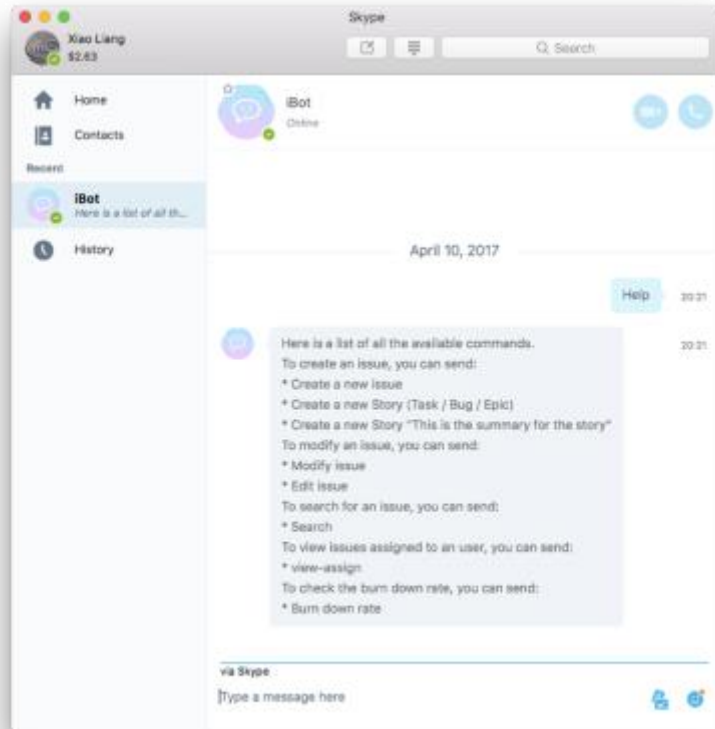 Skype
Xiao Liang
$2.63
Search
Home
Contacts
Recent
iBot
Here is a list of all th...
History
iBot
Online
April 10, 2017
Help
20:21
Here is a list of all the available commands.
20:21
To create an issue, you can send:
* Create a new issue
* Create a new Story (Task / Bug / Epic)
* Create a new Story "This is the summary for the story"
To modify an issue, you can send:
* Modify issue
* Edit issue
To search for an issue, you can send:
* Search
To view issues assigned to an user, you can send:
* view-assign
To check the burn down rate, you can send:
* Burn down rate
via Skype
Type a message here